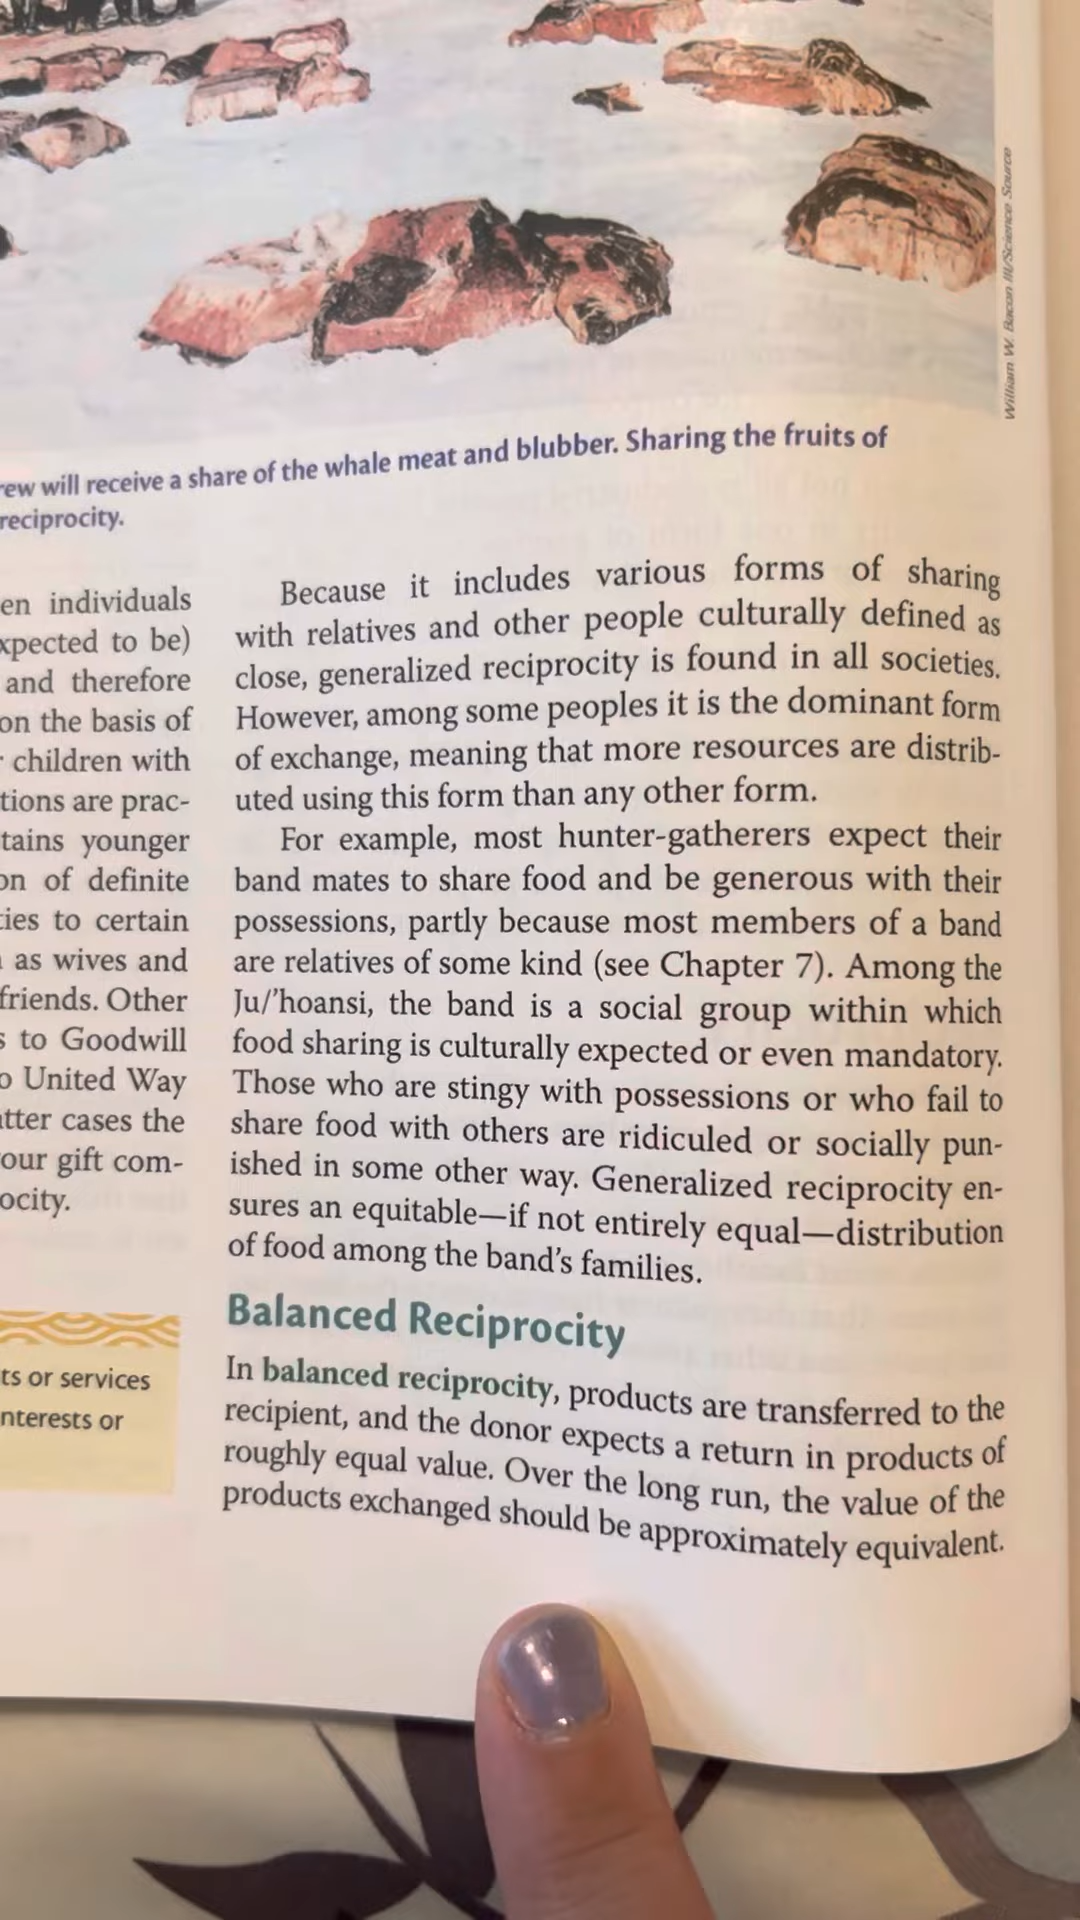 William W. Bacon III/Science Source
rew will receive a share of the whale meat and blubber. Sharing the fruits of
reciprocity.
en individuals
xpected to be)
and therefore
on the basis of
children with
tions are prac-
tains younger
on of definite
ties to certain
as wives and
friends. Other
s to Goodwill
o United Way
atter cases the
our gift com-
ocity.
ts or services
nterests or
Because it includes various forms of sharing
with relatives and other people culturally defined as
close, generalized reciprocity is found in all societies.
However, among some peoples it is the dominant form
of exchange, meaning that more resources are distrib-
uted using this form than any other form.
For example, most hunter-gatherers expect their
band mates to share food and be generous with their
possessions, partly because most members of a band
are relatives of some kind (see Chapter 7). Among the
Ju/'hoansi, the band is a social group within which
food sharing is culturally expected or even mandatory.
Those who are stingy with possessions or who fail to
share food with others are ridiculed or socially pun-
ished in some other way. Generalized reciprocity en-
sures an equitable—if not entirely equal—distribution
of food among the band's families.
Balanced Reciprocity
In balanced reciprocity, products are transferred to the
recipient, and the donor expects a return in products of
roughly equal value. Over the long run, the value of the
products exchanged should be approximately equivalent.